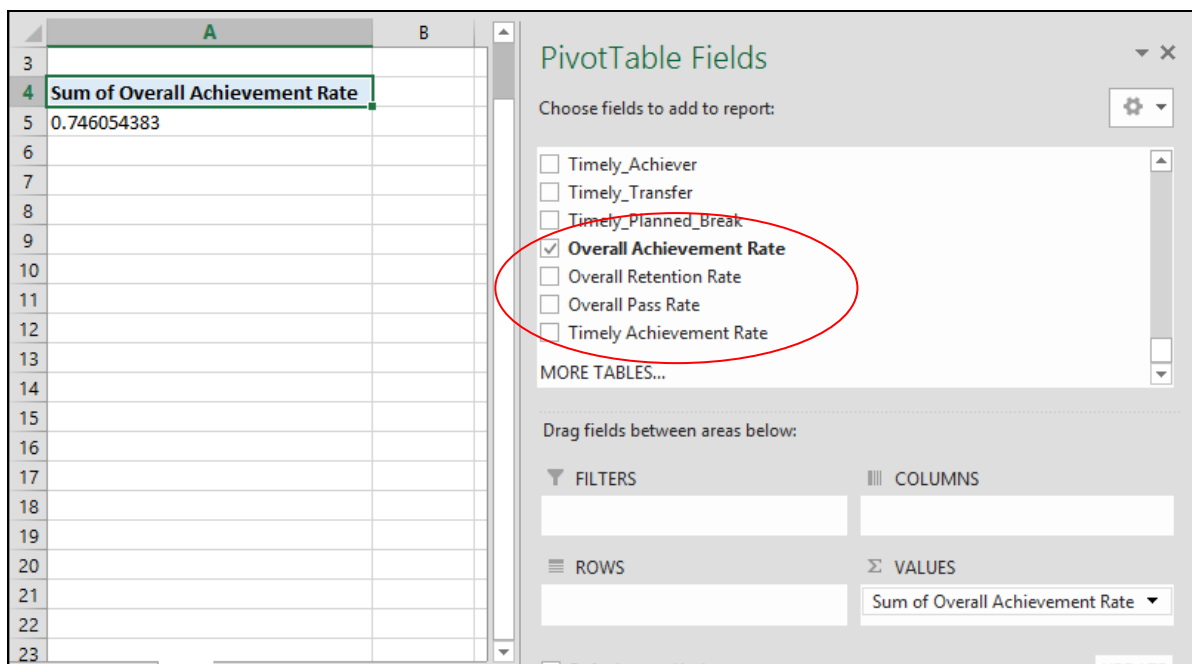 A B
3
4 Sum of Overall Achievement Rate
5 0.746054383
6
7
8
9
10
11
12
13
14
15
16
17
18
19
20
21
22
23
PivotTable Fields
Choose fields to add to report:
Timely_Achiever
Timely_Transfer
Timely_Planned_Break
Overall Achievement Rate
Overall Retention Rate
Overall Pass Rate
Timely Achievement Rate
MORE TABLES...
Drag fields between areas below:
FILTERS
COLUMNS
ROWS
Σ VALUES
Sum of Overall Achievement Rate